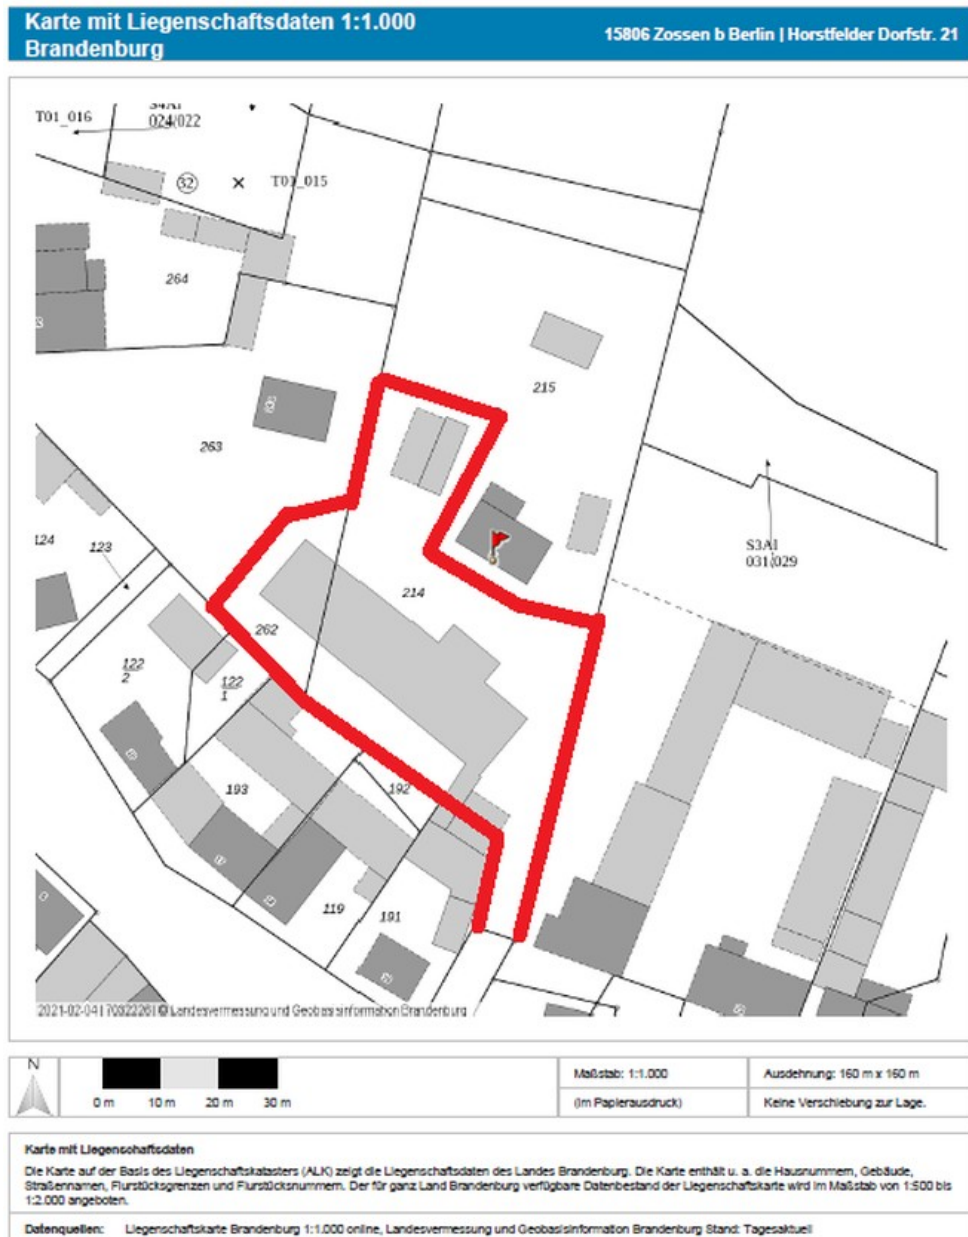 Karte mit Liegenschaftsdaten 1:1.000
Brandenburg
15806 Zossen b Berlin | Horstfelder Dorfstr. 21
T01_016
S4AI
024/022
32
T01_015
264
215
263
124
123
S3AI
031/029
214
262
122
2
122
1
193
192
119
191
2021-02-04 | 7092226 | © Landesvermessung und Geobasisinformation Brandenburg
N
0 m 10 m 20 m 30 m
Maßstab: 1:1.000
Ausdehnung: 160 m x 160 m
(im Papierausdruck)
Keine Verschiebung zur Lage.
Karte mit Liegenschaftsdaten
Die Karte auf der Basis des Liegenschaftskatasters (ALK) zeigt die Liegenschaftsdaten des Landes Brandenburg. Die Karte enthält u. a. die Hausnummern, Gebäude,
Straßennamen, Flurstücksgrenzen und Flurstücksnummern. Der für ganz Land Brandenburg verfügbare Datenbestand der Liegenschaftskarte wird im Maßstab von 1:500 bis
1:2.000 angeboten.
Datenquellen: Liegenschaftskarte Brandenburg 1:1.000 online, Landesvermessung und Geobasisinformation Brandenburg Stand: Tagesaktuell